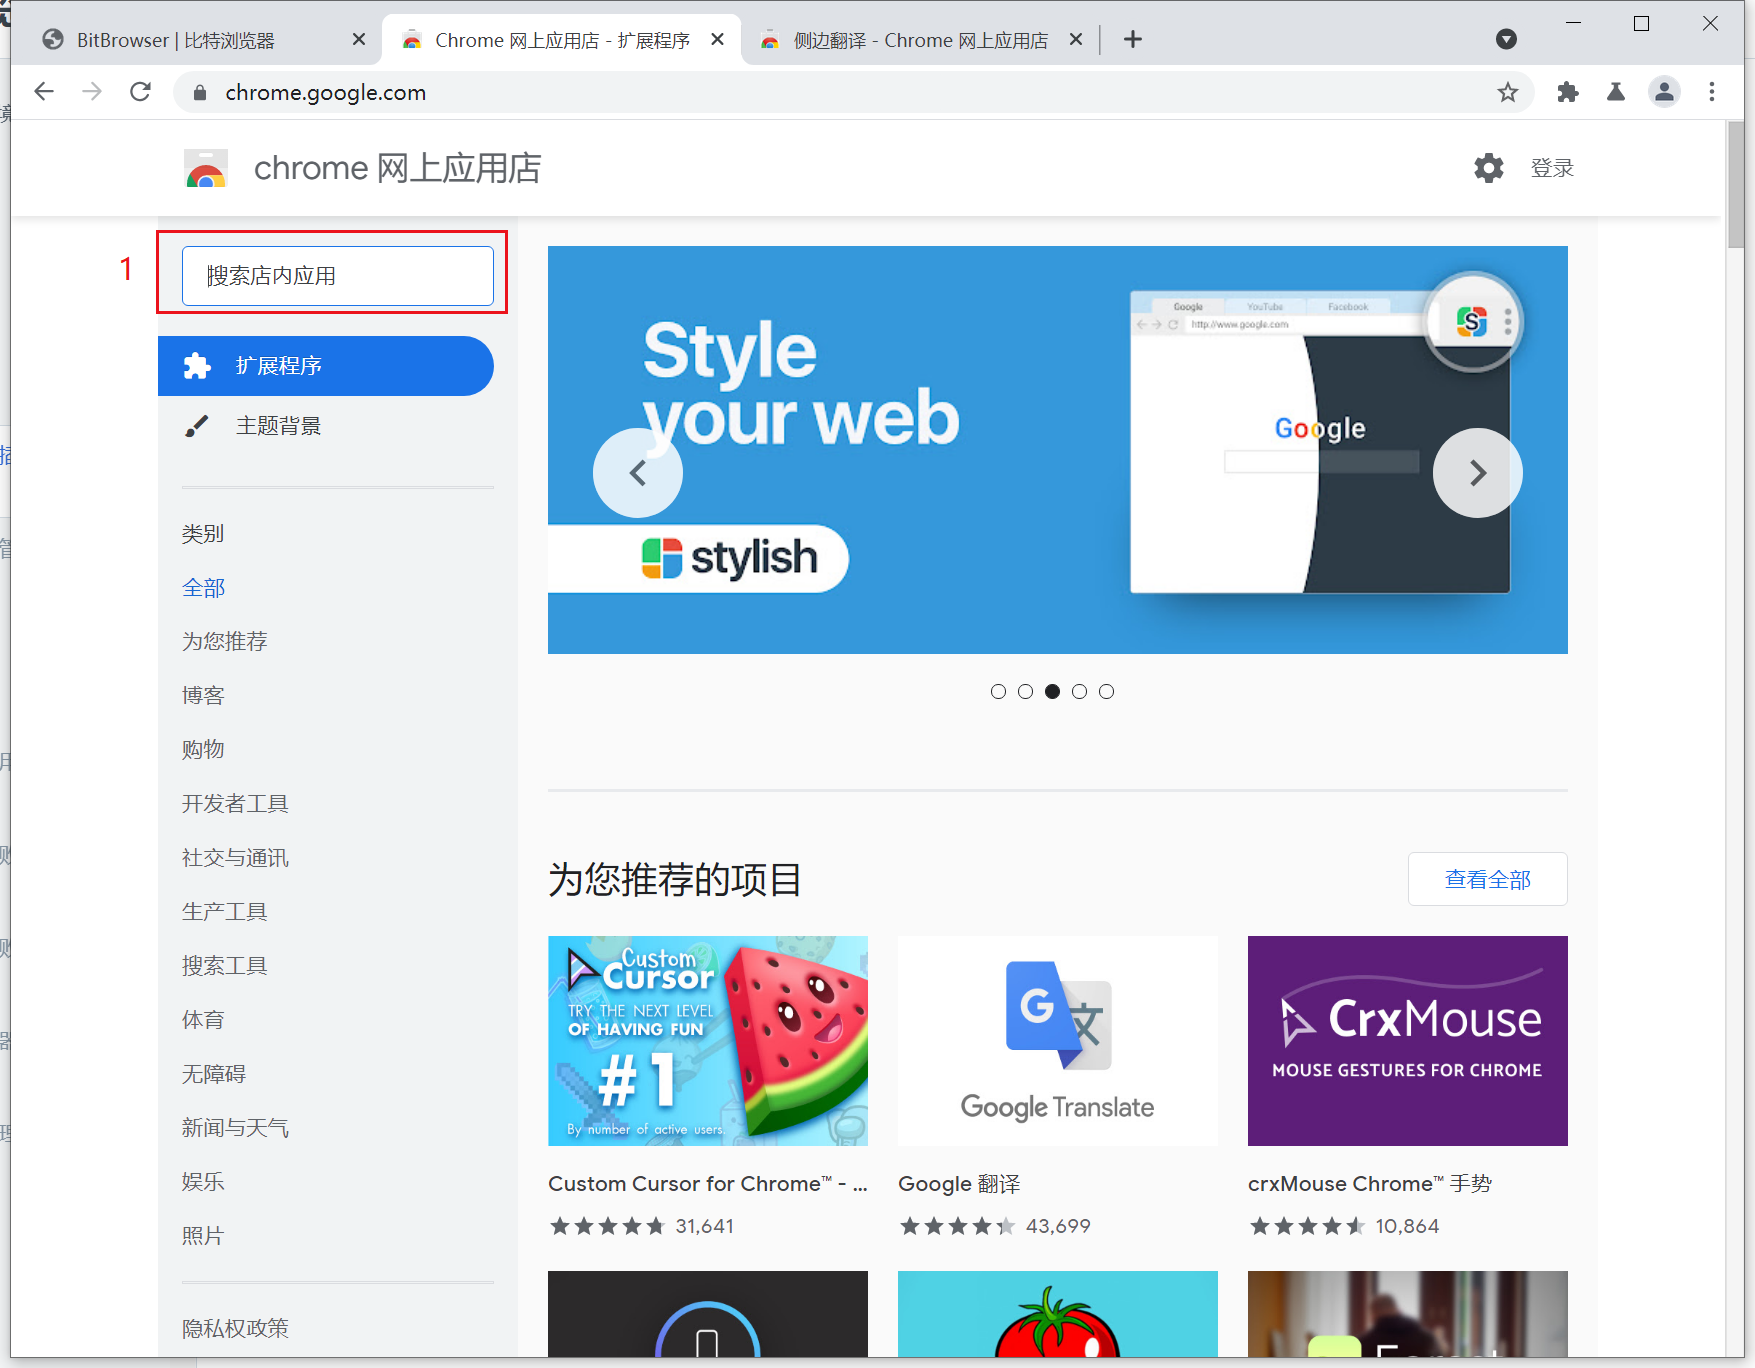 BitBrowser | 比特浏览器
Chrome 网上应用店 - 扩展程序
侧边翻译 - Chrome 网上应用店
chrome.google.com
chrome 网上应用店
登录
1
搜索店内应用
扩展程序
主题背景
类别
全部
为您推荐
博客
购物
开发者工具
社交与通讯
生产工具
搜索工具
体育
无障碍
新闻与天气
娱乐
照片
隐私权政策
Style
your web
stylish
Google
YouTube
Facebook
http://www.google.com
S
Google
为您推荐的项目
查看全部
Custom
Cursor
TRY THE NEXT LEVEL
OF HAVING FUN
#1
By number of active users.
G
文
Google Translate
CrxMouse
MOUSE GESTURES FOR CHROME
Custom Cursor for Chrome™ - ...
31,641
Google 翻译
43,699
crxMouse Chrome™ 手势
10,864